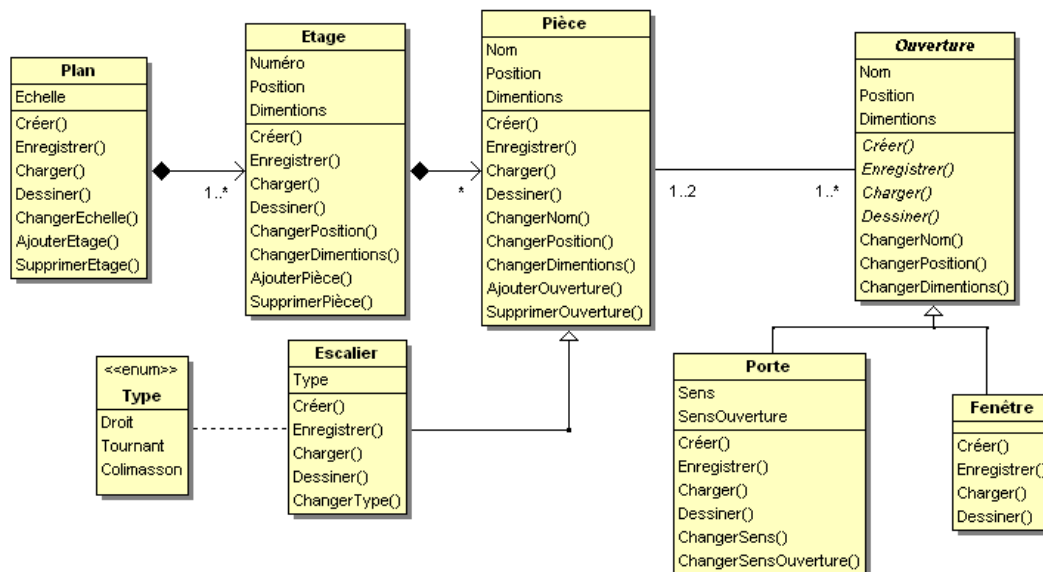 Plan
Echelle
Créer()
Enregistrer()
Charger()
Dessiner()
ChangerEchelle()
AjouterEtage()
SupprimerEtage()
1..*
Etage
Numéro
Position
Dimentions
Créer()
Enregistrer()
Charger()
Dessiner()
ChangerPosition()
ChangerDimentions()
AjouterPièce()
SupprimerPièce()
*
Pièce
Nom
Position
Dimentions
Créer()
Enregistrer()
Charger()
Dessiner()
ChangerNom()
ChangerPosition()
ChangerDimentions()
AjouterOuverture()
SupprimerOuverture()
1..2
1..*
Ouverture
Nom
Position
Dimentions
Créer()
Enregistrer()
Charger()
Dessiner()
ChangerNom()
ChangerPosition()
ChangerDimentions()
<<enum>>
Type
Droit
Tournant
Colimasson
Escalier
Type
Créer()
Enregistrer()
Charger()
Dessiner()
ChangerType()
Porte
Sens
SensOuverture
Créer()
Enregistrer()
Charger()
Dessiner()
ChangerSens()
ChangerSensOuverture()
Fenêtre
Créer()
Enregistrer()
Charger()
Dessiner()